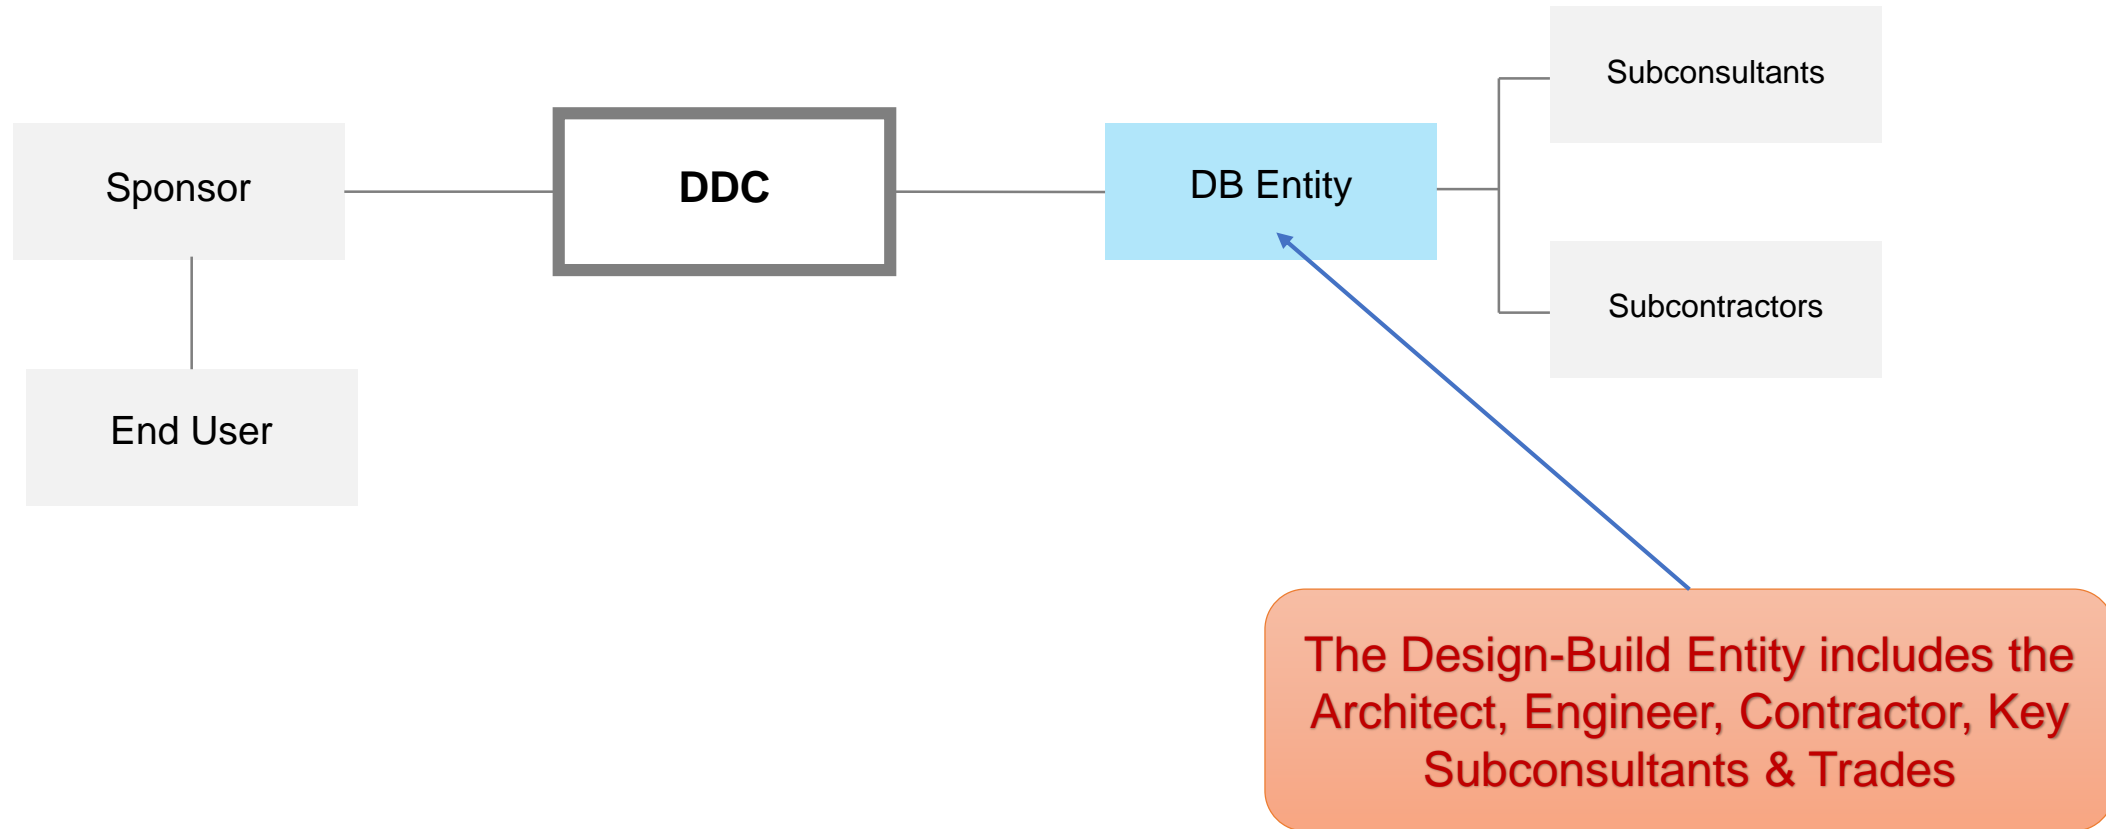 Sponsor
DDC
DB Entity
Subconsultants
Subcontractors
End User
The Design-Build Entity includes the
Architect, Engineer, Contractor, Key
Subconsultants & Trades